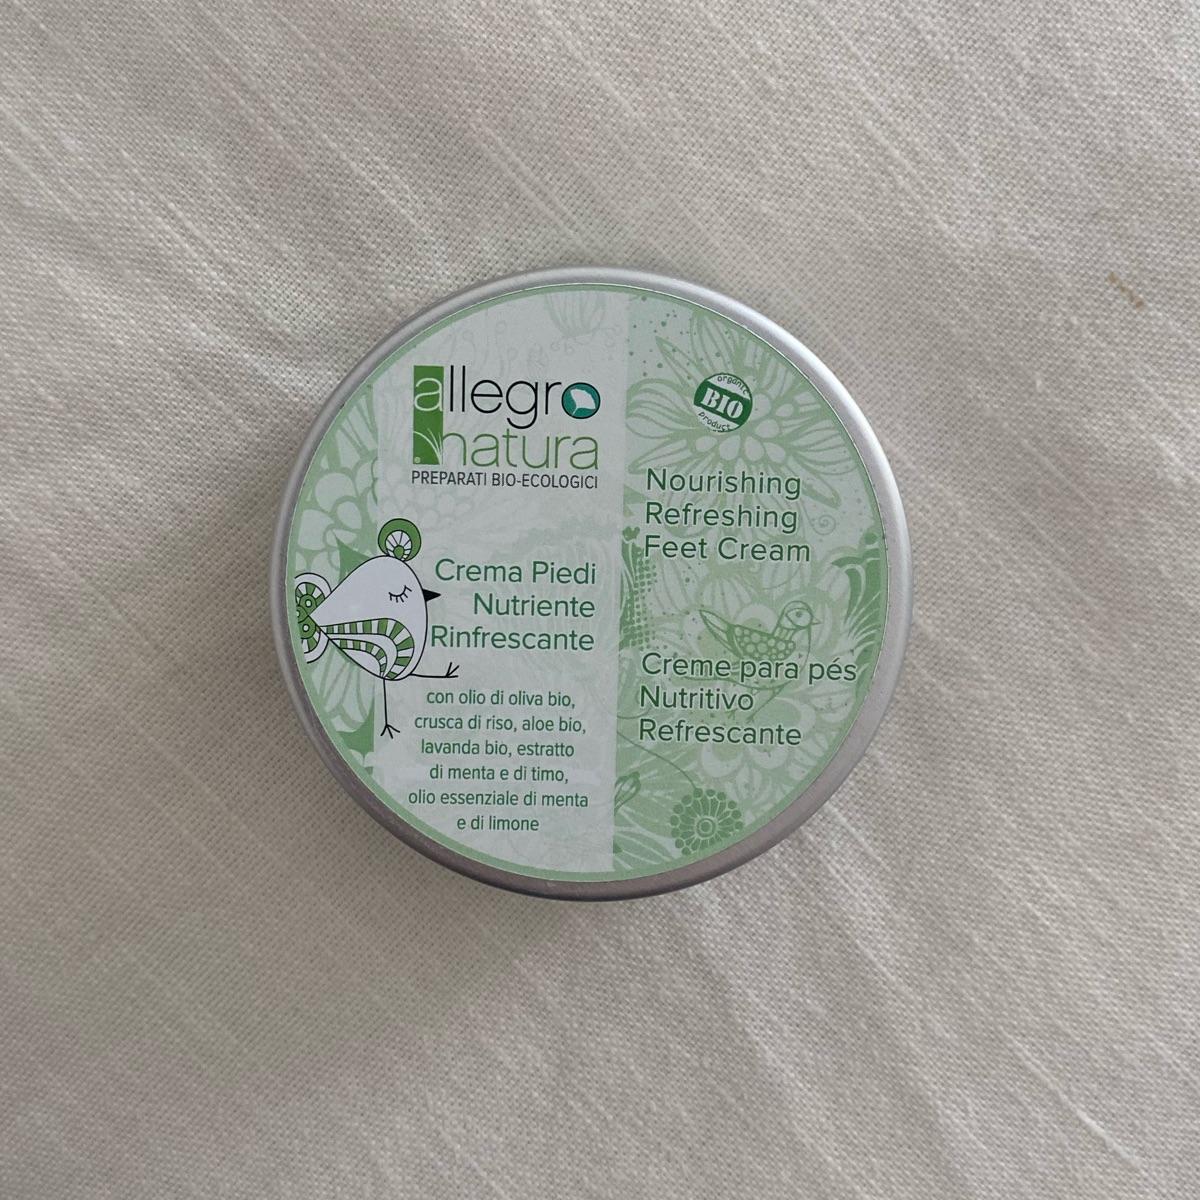 allegro
natura
PREPARATI BIO-ECOLOGICI
Crema Piedi
Nutriente
Rinfrescante
con olio di oliva bio,
crusca di riso, aloe bio,
lavanda bio, estratto
di menta e di timo,
olio essenziale di menta
e di limone
organic
BIO
product
Nourishing
Refreshing
Feet Cream
Creme para pés
Nutritivo
Refrescante